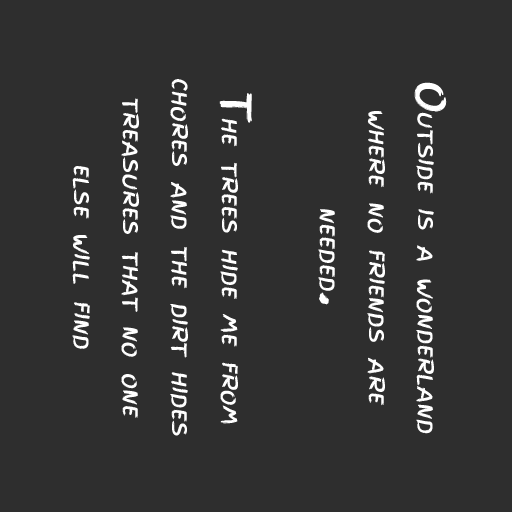 Outside is a wonderland
where no friends are
needed.
The trees hide me from
chores and the dirt hides
treasures that no one
else will find